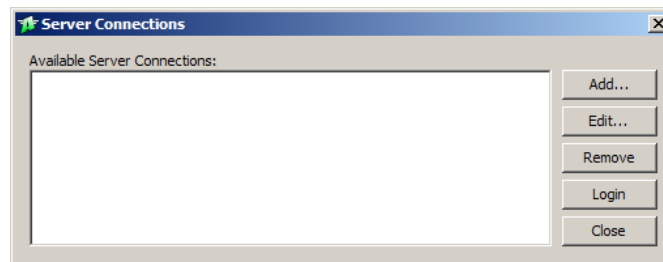 Server Connections
Available Server Connections:
Add...
Edit...
Remove
Login
Close